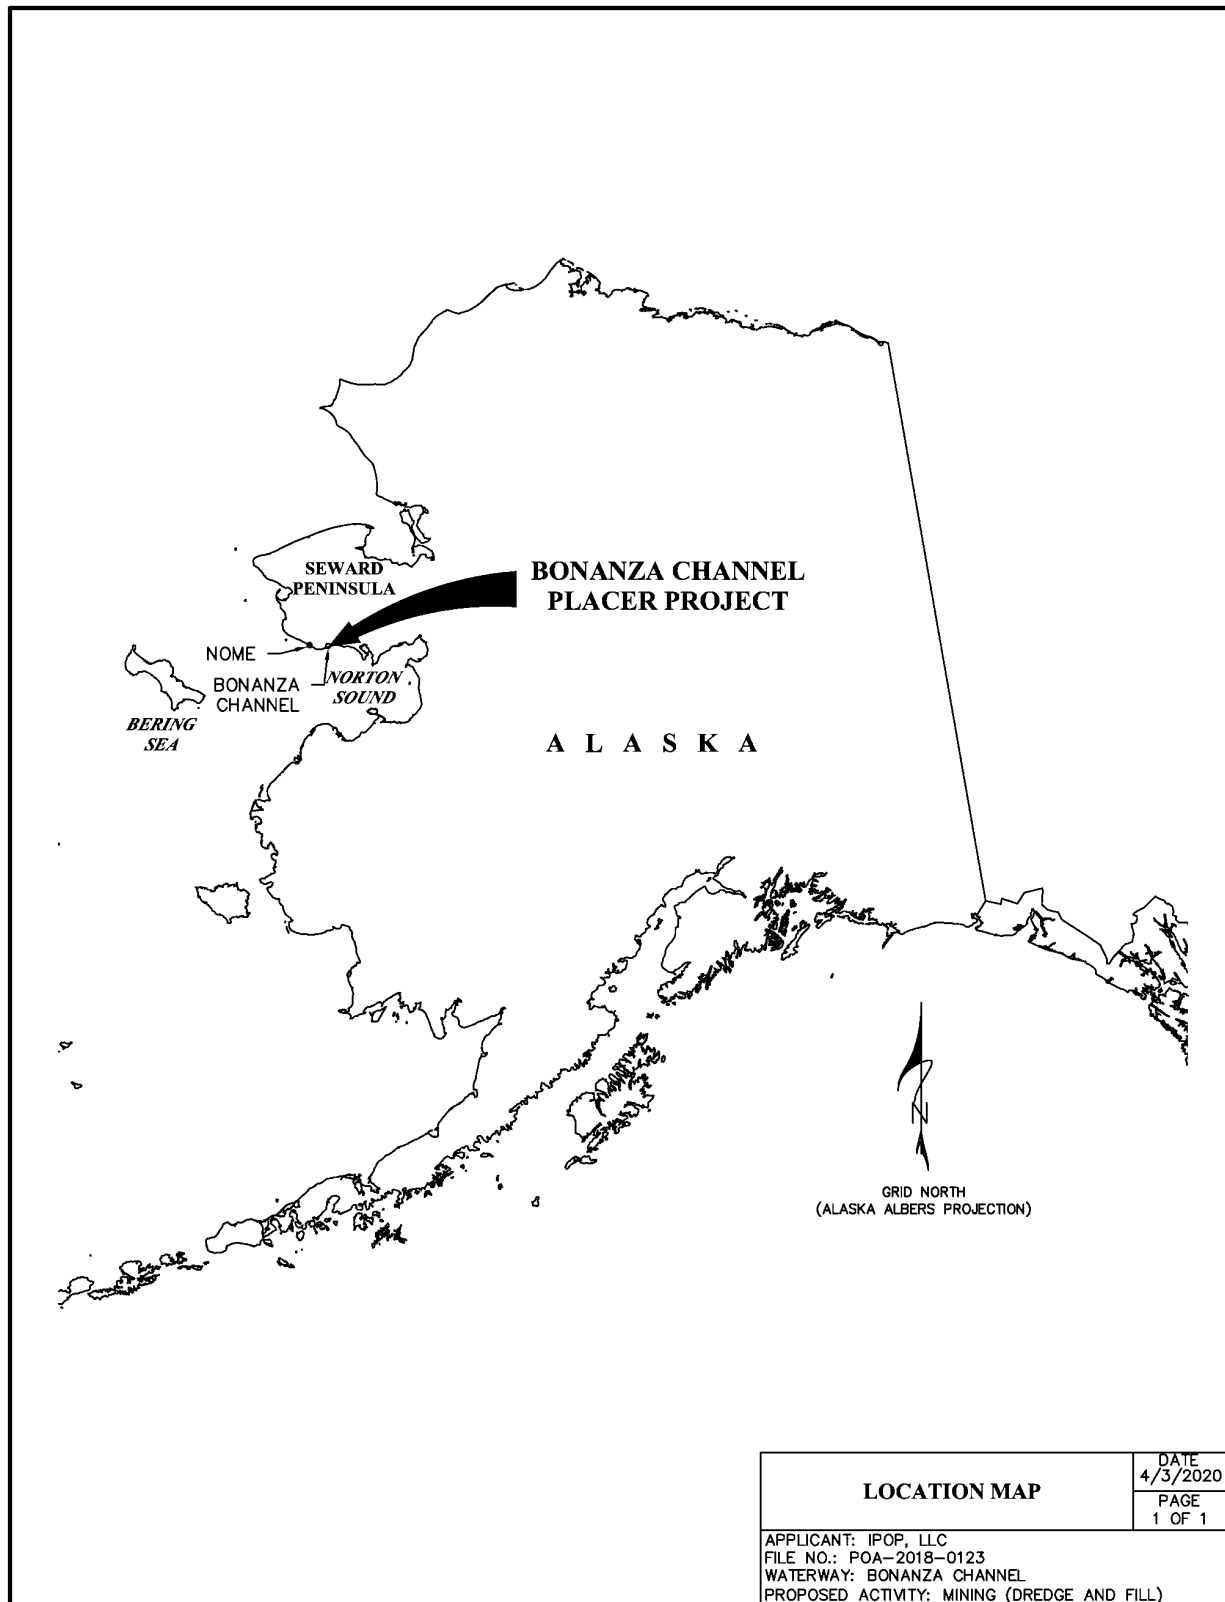 SEWARD
PENINSULA
BONANZA CHANNEL
PLACER PROJECT
NOME
BONANZA
CHANNEL
NORTON
SOUND
BERING
SEA
A L A S K A
N
GRID NORTH
(ALASKA ALBERS PROJECTION)
LOCATION MAP
DATE
4/3/2020
PAGE
1 OF 1
APPLICANT: IPOP, LLC
FILE NO.: POA-2018-0123
WATERWAY: BONANZA CHANNEL
PROPOSED ACTIVITY: MINING (DREDGE AND FILL)